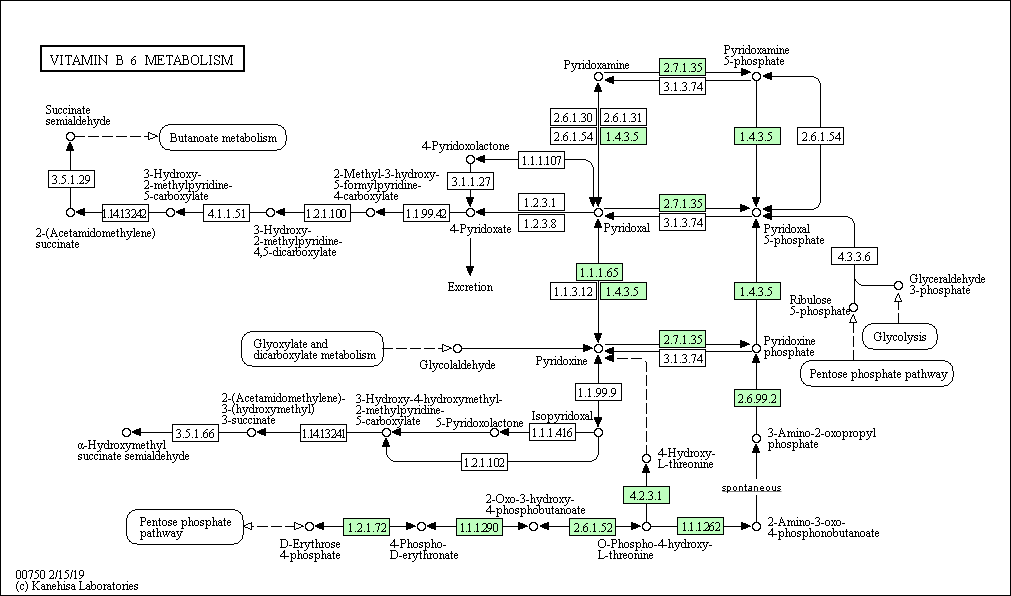 VITAMIN B 6 METABOLISM
Pyridoxamine
Pyridoxamine
5-phosphate
2.7.1.35
3.1.3.74
Succinate
semialdehyde
Butanoate metabolism
2.6.1.30
2.6.1.31
2.6.1.54
1.4.3.5
1.4.3.5
2.6.1.54
4-Pyridoxolactone
1.1.1.107
3.5.1.29
3-Hydroxy-
2-methylpyridine-
5-carboxylate
2-Methyl-3-hydroxy-
5-formylpyridine-
4-carboxylate
3.1.1.27
1.14.13.242
4.1.1.51
1.2.1.100
1.1.99.42
1.2.3.1
1.2.3.8
2.7.1.35
3.1.3.74
2-(Acetamidomethylene)
succinate
3-Hydroxy-
2-methylpyridine-
4,5-dicarboxylate
4-Pyridoxate
Pyridoxal
Pyridoxal
5-phosphate
4.3.3.6
Excretion
1.1.1.65
1.1.3.12
1.4.3.5
1.4.3.5
Glyceraldehyde
3-phosphate
Ribulose
5-phosphate
Glycolysis
Glyoxylate and
dicarboxylate metabolism
Glycolaldehyde
Pyridoxine
2.7.1.35
3.1.3.74
Pyridoxine
phosphate
Pentose phosphate pathway
1.1.99.9
2.6.99.2
2-(Acetamidomethylene)-
3-(hydroxymethyl)
3-succinate
3-Hydroxy-4-hydroxymethyl-
2-methylpyridine-
5-carboxylate
5-Pyridoxolactone
Isopyridoxal
3.5.1.66
1.14.13.241
1.1.1.416
α-Hydroxymethyl
succinate semialdehyde
1.2.1.102
3-Amino-2-oxopropyl
phosphate
4-Hydroxy-
L-threonine
spontaneous
4.2.3.1
2-Oxo-3-hydroxy-
4-phosphobutanoate
Pentose phosphate
pathway
1.2.1.72
1.1.1.290
2.6.1.52
1.1.1.262
D-Erythrose
4-phosphate
4-Phospho-
D-erythronate
O-Phospho-4-hydroxy-
L-threonine
2-Amino-3-oxo-
4-phosphonobutanoate
00750 2/15/19
(c) Kanehisa Laboratories